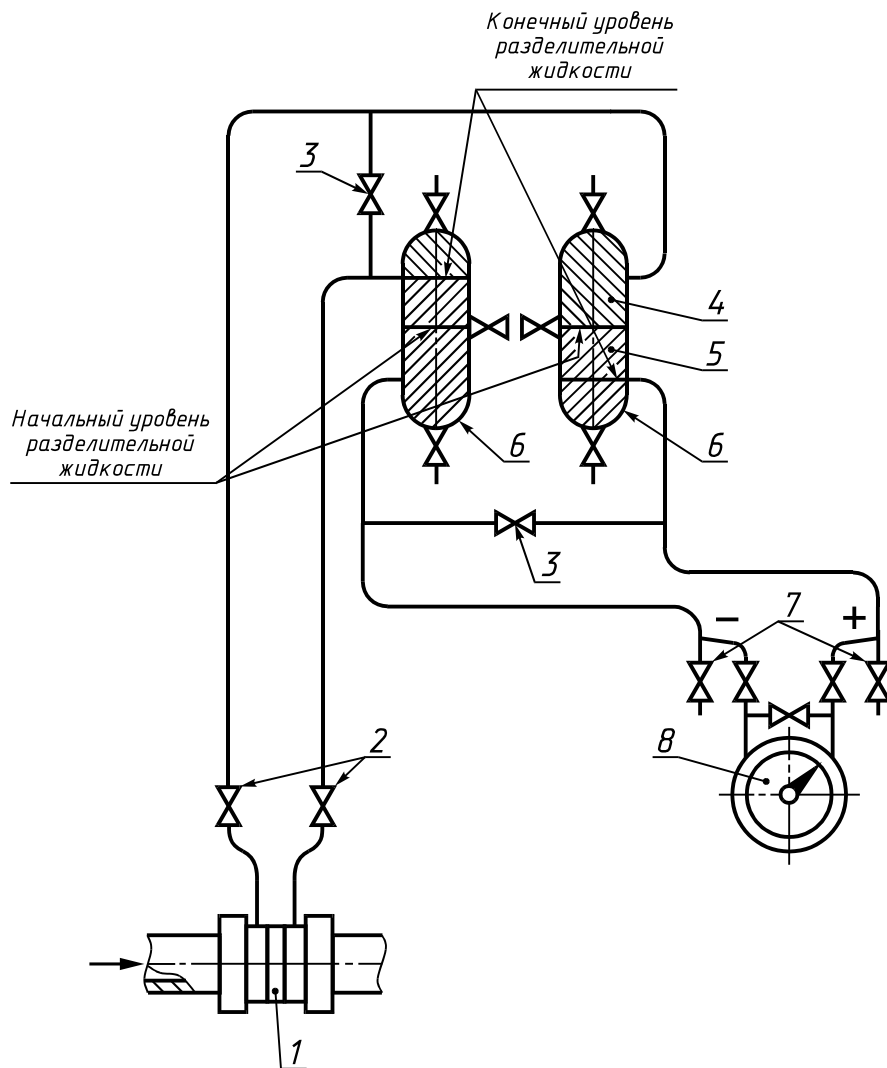 Конечный уровень
разделительной
жидкости
3
4
5
Начальный уровень
разделительной
жидкости
6
6
3
7
− +
2
8
1